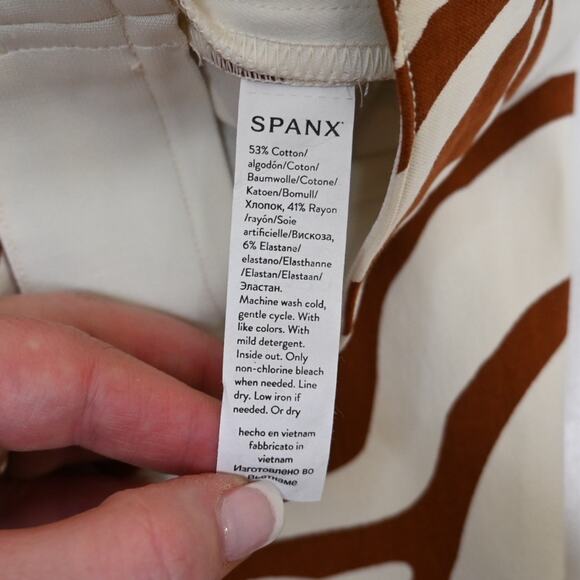 SPANX
53% Cotton/
algodón/Coton/
Baumwolle/Cotone/
Katoen/Bomull/
Хлопок, 41% Rayon
/rayón/Soie
artificielle/Вискоза,
6% Elastane/
elastano/Elasthanne
/Elastan/Elastaan/
Эластан.
Machine wash cold,
gentle cycle. With
like colors. With
mild detergent.
Inside out. Only
non-chlorine bleach
when needed. Line
dry. Low iron if
needed. Or dry
hecho en vietnam
fabbricato in
vietnam
Изготовлено во